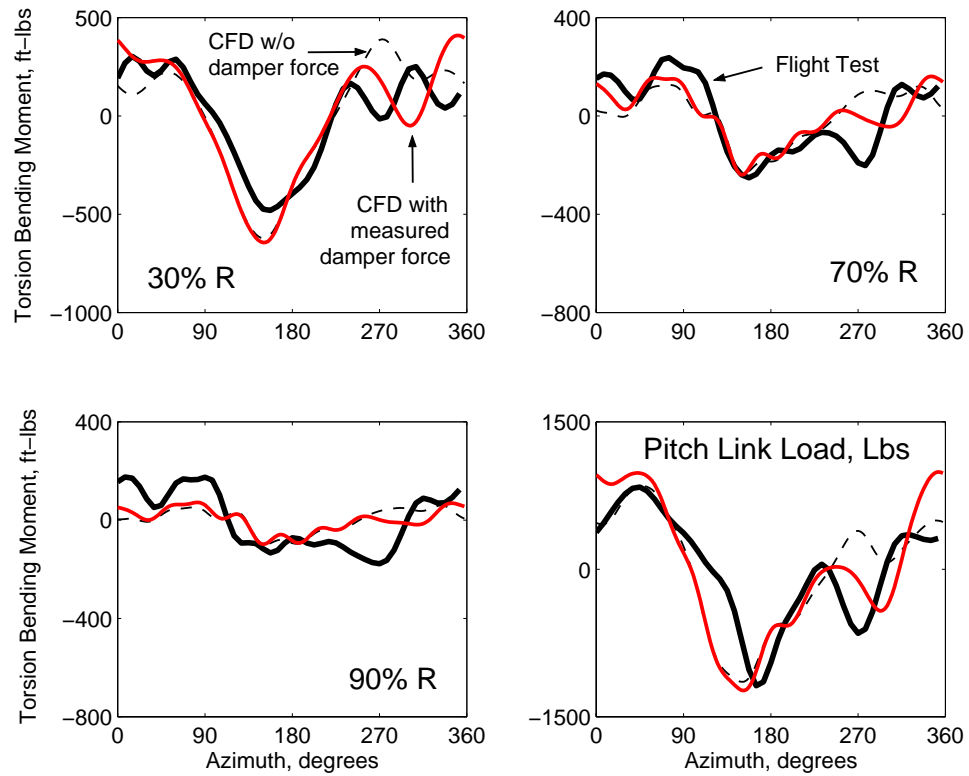 Torsion Bending Moment, ft−lbs
500
0
−500
−1000
0
90
180
270
360
CFD w/o
damper force
CFD with
measured
damper force
30% R
400
0
−400
−800
0
90
180
270
360
Flight Test
70% R
Torsion Bending Moment, ft−lbs
400
0
−400
−800
0
90
180
270
360
Azimuth, degrees
90% R
1500
0
−1500
0
90
180
270
360
Azimuth, degrees
Pitch Link Load, Lbs